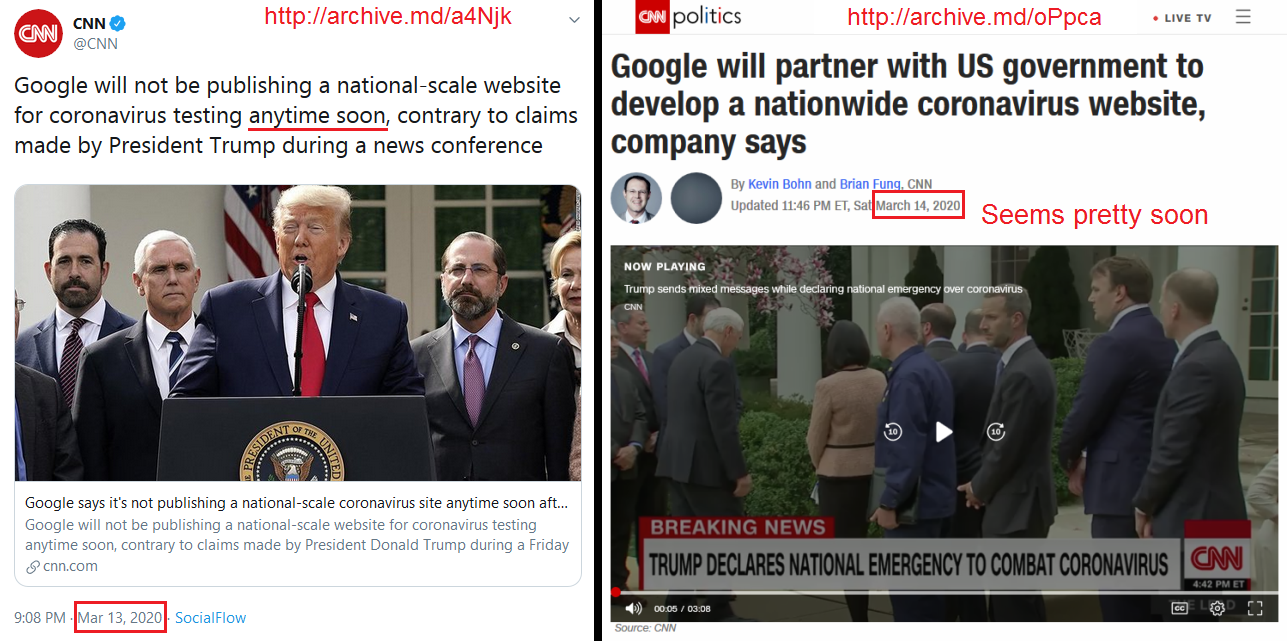 http://archive.md/a4Njk
CNN
CNN
@CNN
Google will not be publishing a national-scale website
for coronavirus testing anytime soon, contrary to claims
made by President Trump during a news conference
PRESIDENT OF THE
Google says it's not publishing a national-scale coronavirus site anytime soon aft...
Google will not be publishing a national-scale website for coronavirus testing
anytime soon, contrary to claims made by President Donald Trump during a Friday
cnn.com
9:08 PM · Mar 13, 2020 · SocialFlow
CNN politics
http://archive.md/oPpca
• LIVE TV
Google will partner with US government to
develop a nationwide coronavirus website,
company says
By Kevin Bohn and Brian Fung, CNN
Updated 11:46 PM ET, Sat March 14, 2020
Seems pretty soon
NOW PLAYING
Trump sends mixed messages while declaring national emergency over coronavirus
CNN
10
10
BREAKING NEWS
TRUMP DECLARES NATIONAL EMERGENCY TO COMBAT CORONAVIRUS
CNN
4:42 PM ET
THE LEAD
00:05 / 03:08
CC
Source: CNN